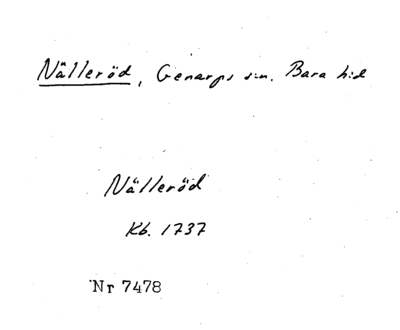 Nälleröd, Genarps sn. Bara hd
Nälleröd
Kb. 1737
Nr 7478